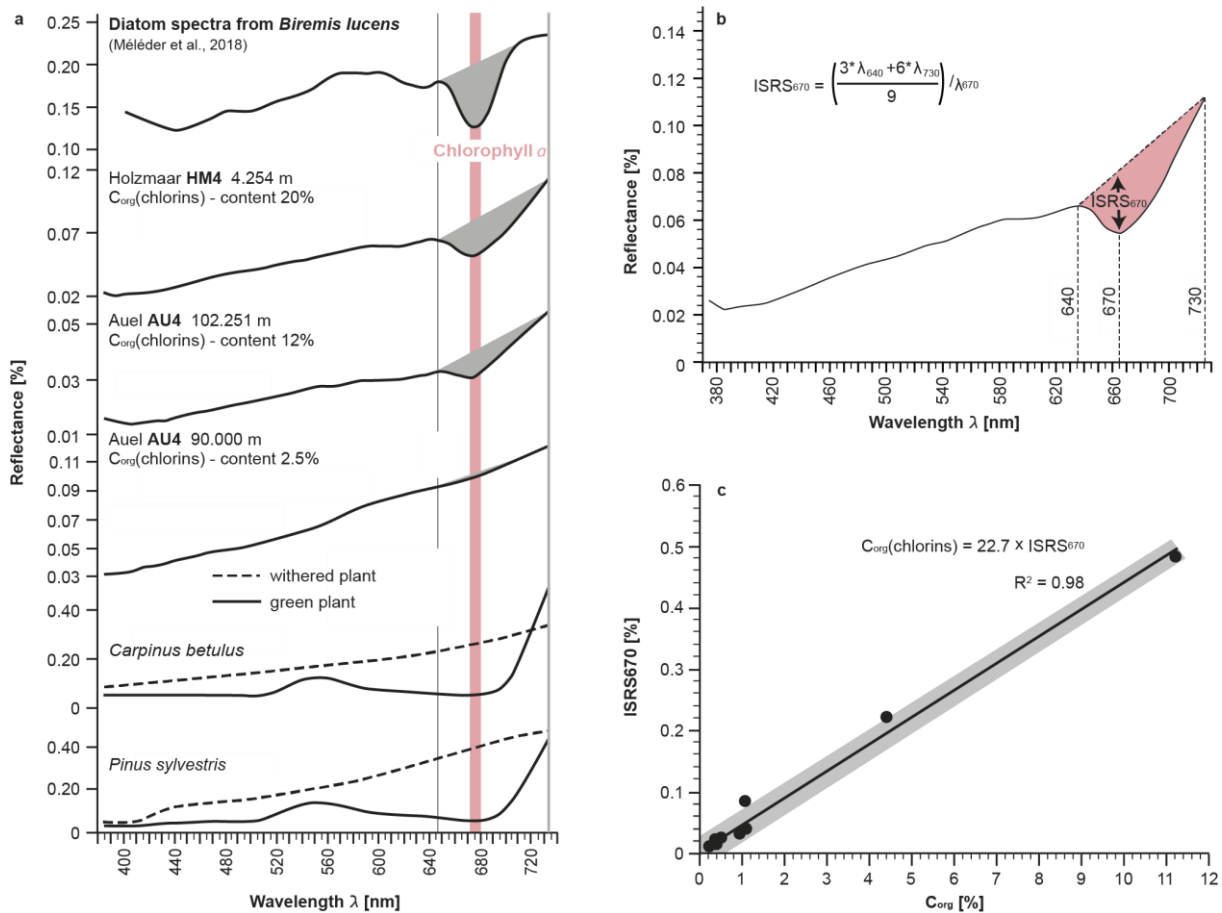 a
Diatom spectra from Biremis lucens
(Méléder et al., 2018)
0.25
0.20
0.15
0.10
Chlorophyll a
0.12
0.07
0.02
Holzmaar HM4 4.254 m
Corg(chlorins) - content 20%
0.05
0.03
0.01
Auel AU4 102.251 m
Corg(chlorins) - content 12%
Auel AU4 90.000 m
Corg(chlorins) - content 2.5%
0.11
0.09
0.07
0.05
0.03
withered plant
green plant
0.40
0.20
0
Carpinus betulus
0.40
0.20
0
Pinus sylvestris
Reflectance [%]
400 440 480 520 560 600 640 680 720
Wavelength λ [nm]
b
0.14
0.12
0.10
0.08
0.06
0.04
0.02
0
Reflectance [%]
ISRS670 = (3*λ640 +6*λ730 / 9) / λ670
ISRS670
640 670 730
380 420 460 500 540 580 620 660 700
Wavelength λ [nm]
c
0.6
0.5
0.4
0.3
0.2
0.1
0
ISRS670 [%]
Corg(chlorins) = 22.7 x ISRS670
R2 = 0.98
0 1 2 3 4 5 6 7 8 9 10 11 12
Corg [%]